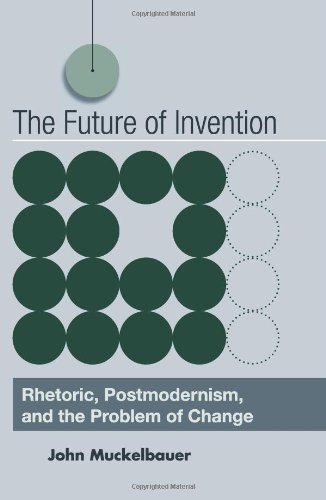 The Future of Invention
Rhetoric, Postmodernism,
and the Problem of Change
John Muckelbauer